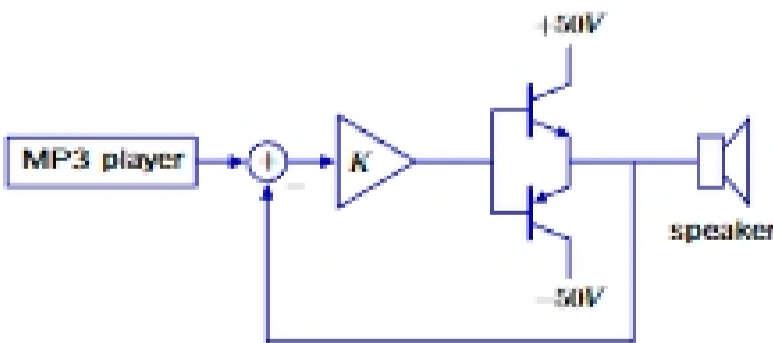 +50V
MP3 player
+
K
−
speaker
−50V